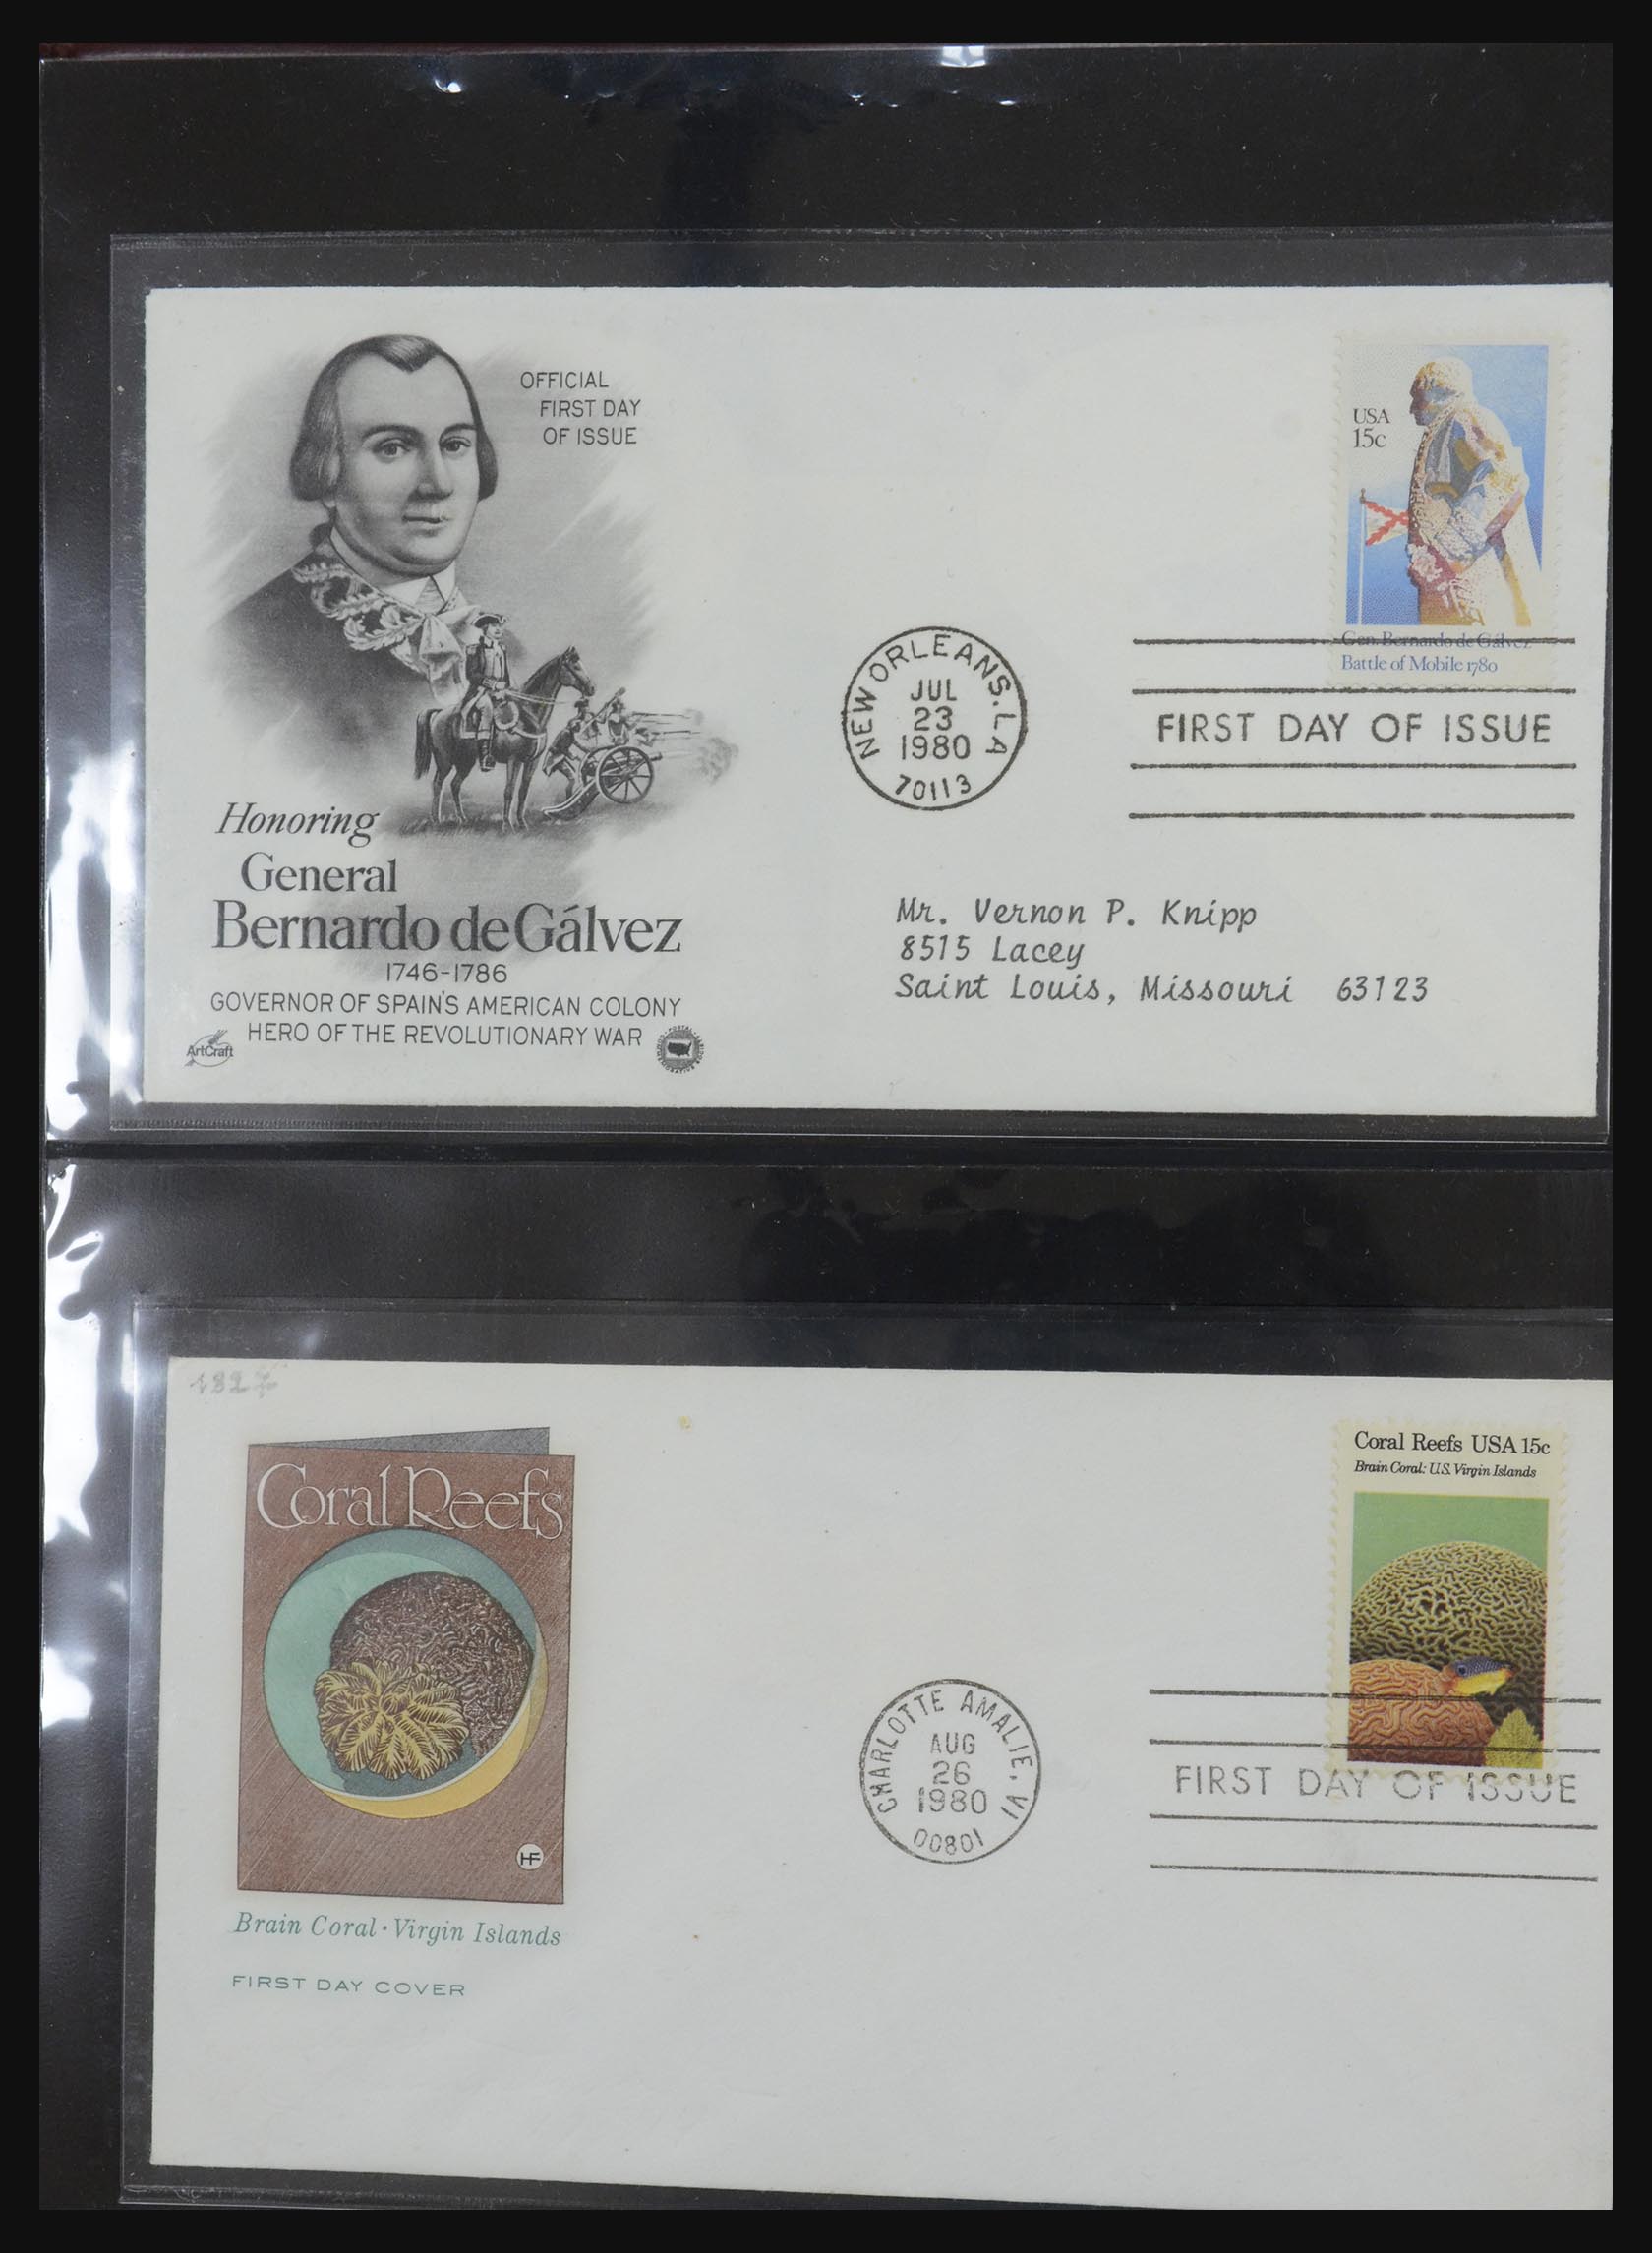 OFFICIAL
FIRST DAY
OF ISSUE
USA
15c
Gen. Bernardo de Gálvez
Battle of Mobile 1780
NEW ORLEANS. LA
JUL
23
1980
70113
FIRST DAY OF ISSUE
Honoring
General
Bernardo de Gálvez
1746-1786
GOVERNOR OF SPAIN'S AMERICAN COLONY
HERO OF THE REVOLUTIONARY WAR
ArtCraft
Mr. Vernon P. Knipp
8515 Lacey
Saint Louis, Missouri 63123
1827
Coral Reefs
HF
Brain Coral · Virgin Islands
FIRST DAY COVER
Coral Reefs USA 15c
Brain Coral: U.S. Virgin Islands
CHARLOTTE AMALIE, VI
AUG
26
1980
00801
FIRST DAY OF ISSUE